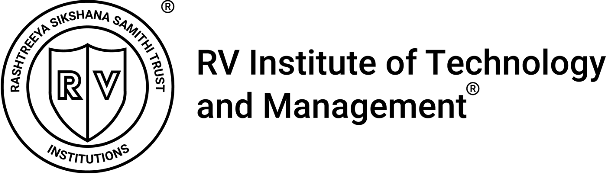 RASHTREEYA SIKSHANA SAMITHI TRUST
RV
INSTITUTIONS
®
RV Institute of Technology
and Management®